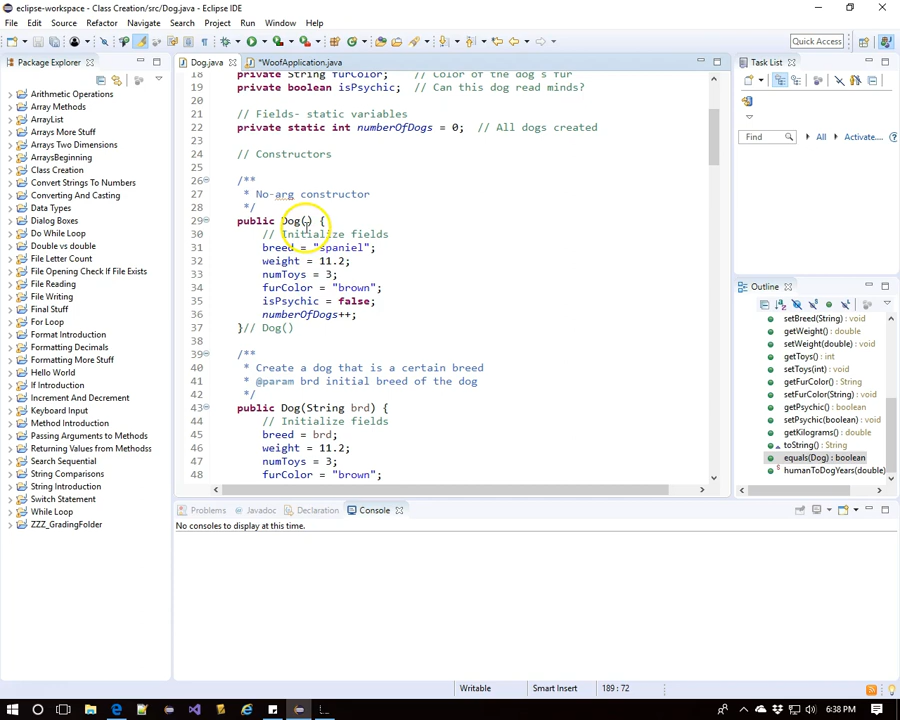 eclipse-workspace - Class Creation/src/Dog.java - Eclipse IDE
File Edit Source Refactor Navigate Search Project Run Window Help
Quick Access
Package Explorer
Arithmetic Operations
Array Methods
ArrayList
Arrays More Stuff
Arrays Two Dimensions
ArraysBeginning
Class Creation
Convert Strings To Numbers
Converting And Casting
Data Types
Dialog Boxes
Do While Loop
Double vs double
File Letter Count
File Opening Check If File Exists
File Reading
File Writing
Final Stuff
For Loop
Format Introduction
Formatting Decimals
Formatting More Stuff
Hello World
If Introduction
Increment And Decrement
Keyboard Input
Method Introduction
Passing Arguments to Methods
Returning Values from Methods
Search Sequential
String Comparisons
String Introduction
Switch Statement
While Loop
ZZZ_GradingFolder
Dog.java *WoofApplication.java
18 private String furColor; // Color of the dog's fur
19 private boolean isPsychic; // Can this dog read minds?
20
21 // Fields- static variables
22 private static int numberOfDogs = 0; // All dogs created
23
24 // Constructors
25
26 /**
27 * No-arg constructor
28 */
29 public Dog() {
30 // Initialize fields
31 breed = "spaniel";
32 weight = 11.2;
33 numToys = 3;
34 furColor = "brown";
35 isPsychic = false;
36 numberOfDogs++;
37 }// Dog()
38
39 /**
40 * Create a dog that is a certain breed
41 * @param brd initial breed of the dog
42 */
43 public Dog(String brd) {
44 // Initialize fields
45 breed = brd;
46 weight = 11.2;
47 numToys = 3;
48 furColor = "brown";
Problems Javadoc Declaration Console
No consoles to display at this time.
Task List
Find All Activate...
Outline
setBreed(String) : void
getWeight() : double
setWeight(double) : void
getToys() : int
setToys(int) : void
getFurColor() : String
setFurColor(String) : void
getPsychic() : boolean
setPsychic(boolean) : void
getKilograms() : double
toString() : String
equals(Dog) : boolean
humanToDogYears(double)
Writable Smart Insert 189 : 72
6:38 PM